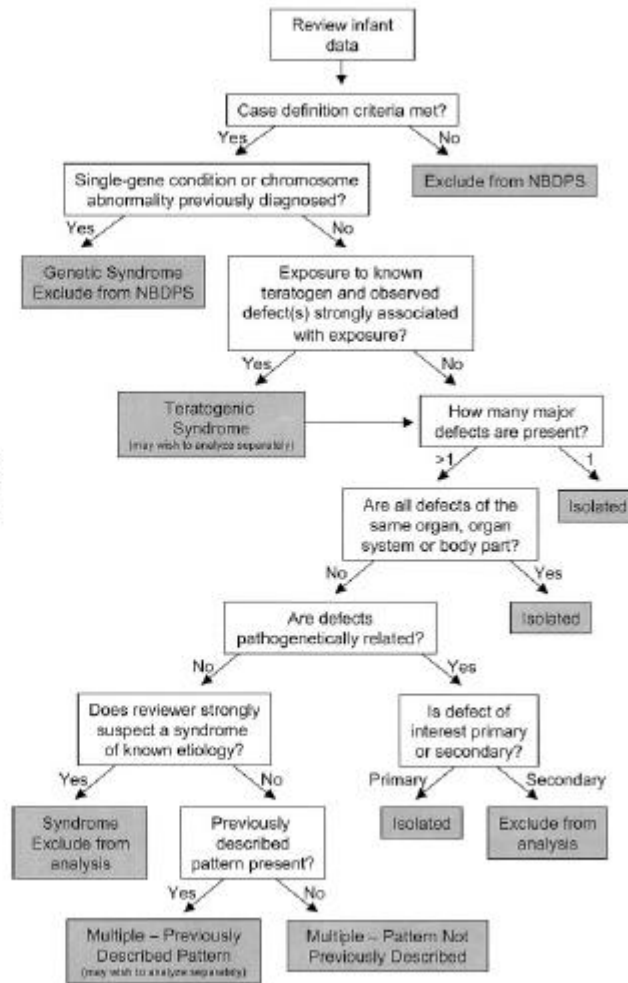 Review infant
data
Case definition criteria met?
Yes
No
Single-gene condition or chromosome
abnormality previously diagnosed?
Exclude from NBDPS
Yes
No
Genetic Syndrome
Exclude from NBDPS
Exposure to known
teratogen and observed
defect(s) strongly associated
with exposure?
Yes
No
Teratogenic
Syndrome
(may wish to analyze separately)
How many major
defects are present?
>1
1
Are all defects of the
same organ, organ
system or body part?
Isolated
No
Yes
Are defects
pathogenetically related?
Isolated
No
Yes
Does reviewer strongly
suspect a syndrome
of known etiology?
Is defect of
interest primary
or secondary?
Yes
No
Primary
Secondary
Syndrome
Exclude from
analysis
Previously
described
pattern present?
Isolated
Exclude from
analysis
Yes
No
Multiple – Previously
Described Pattern
(may wish to analyze separately)
Multiple – Pattern Not
Previously Described